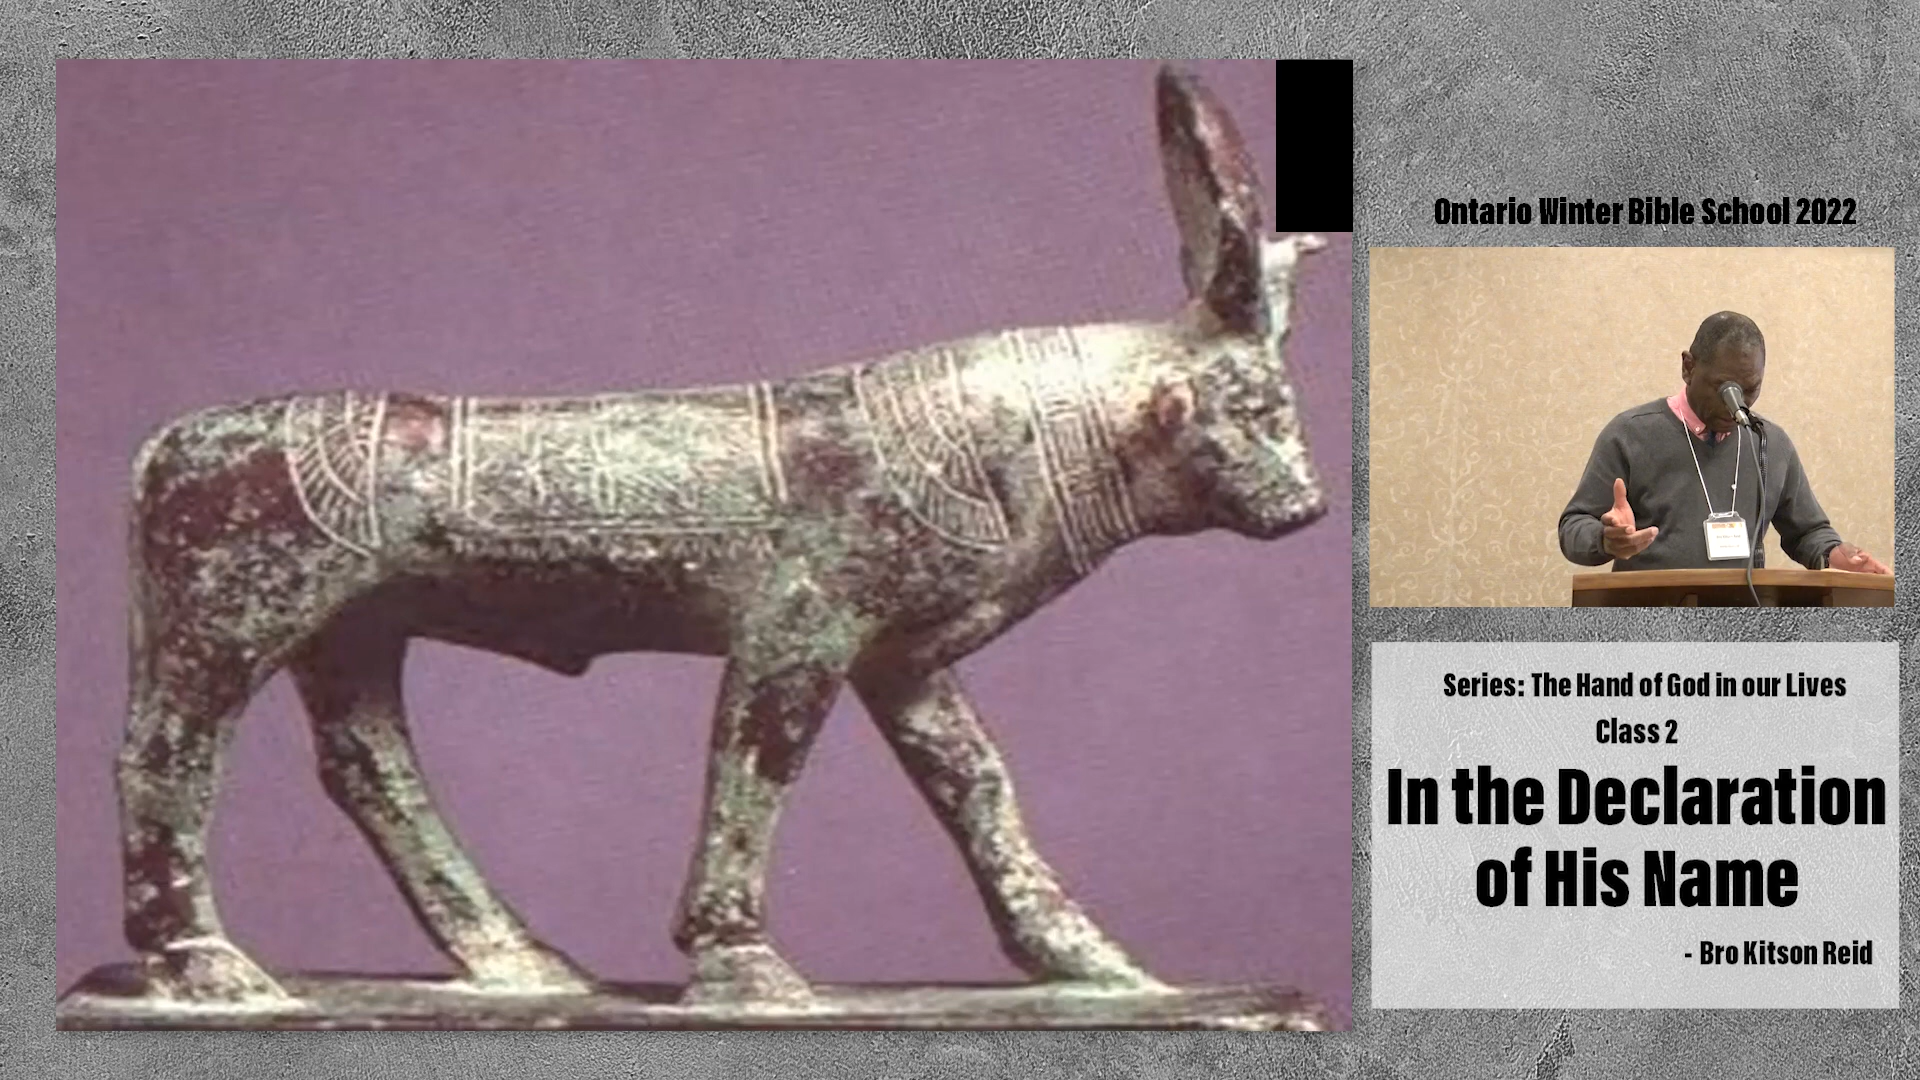 Ontario Winter Bible School 2022
Series: The Hand of God in our Lives
Class 2
In the Declaration
of His Name
- Bro Kitson Reid